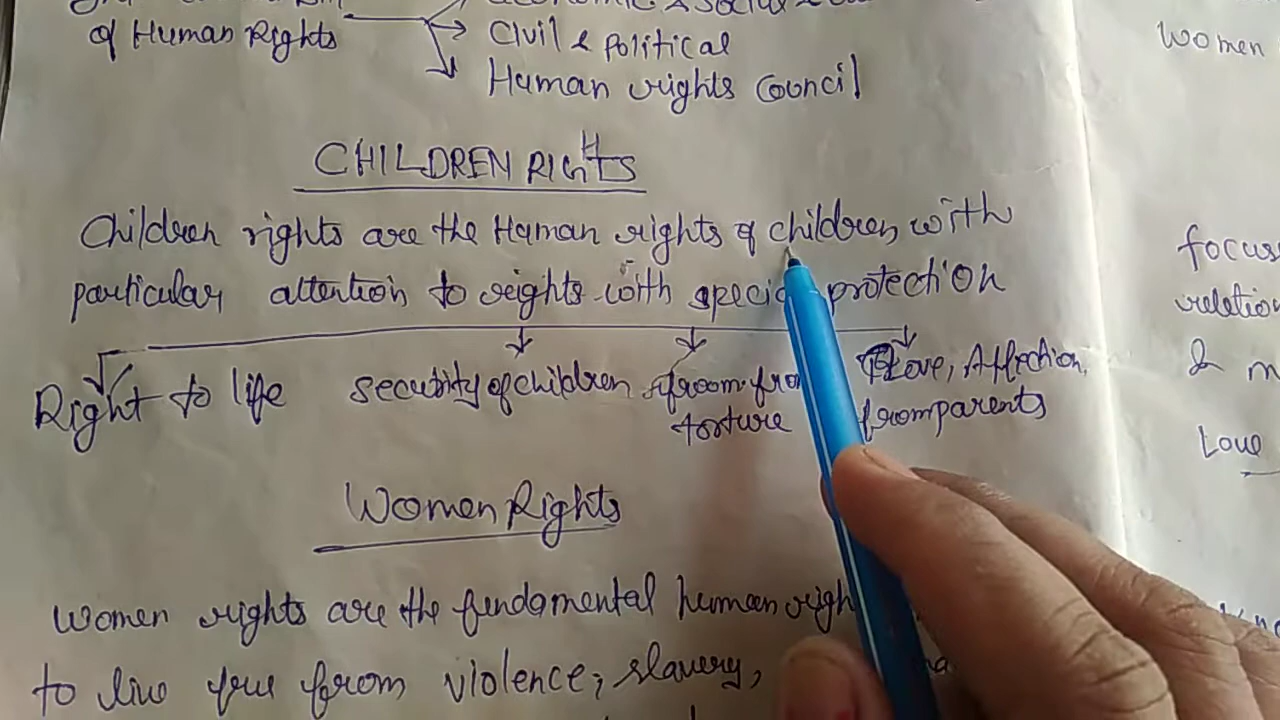 of Human Rights
Civil & political
Human rights Council
Women
CHILDREN RIGHTS
Children rights are the Human rights of children with
particular attention to rights with special protection
Right to life
security of children
from
torture
Love, Affection,
from parents
Women Rights
Women rights are the fundamental human
to live free from violence, slavery,
&
Love